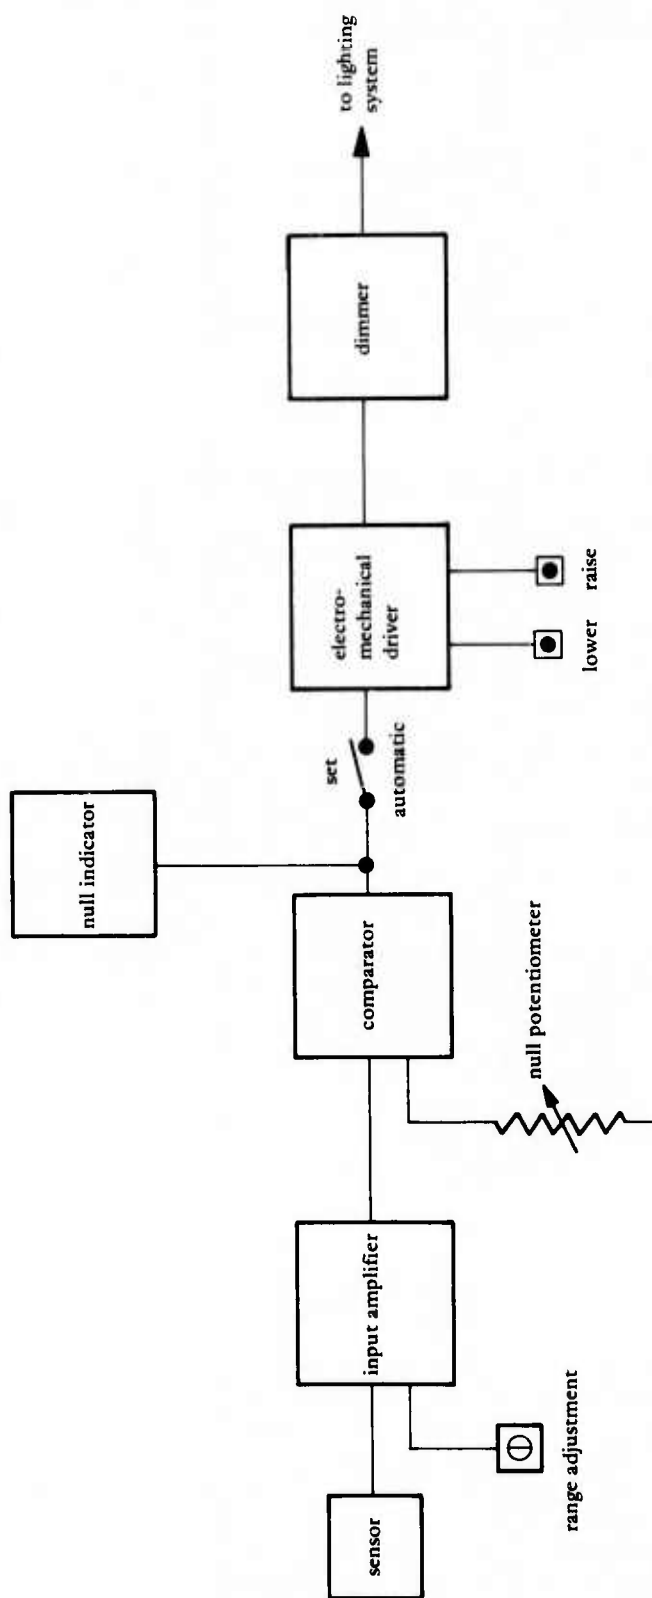 sensor
range adjustment
input amplifier
null potentiometer
comparator
null indicator
set
automatic
electro-
mechanical
driver
lower
raise
dimmer
to lighting
system